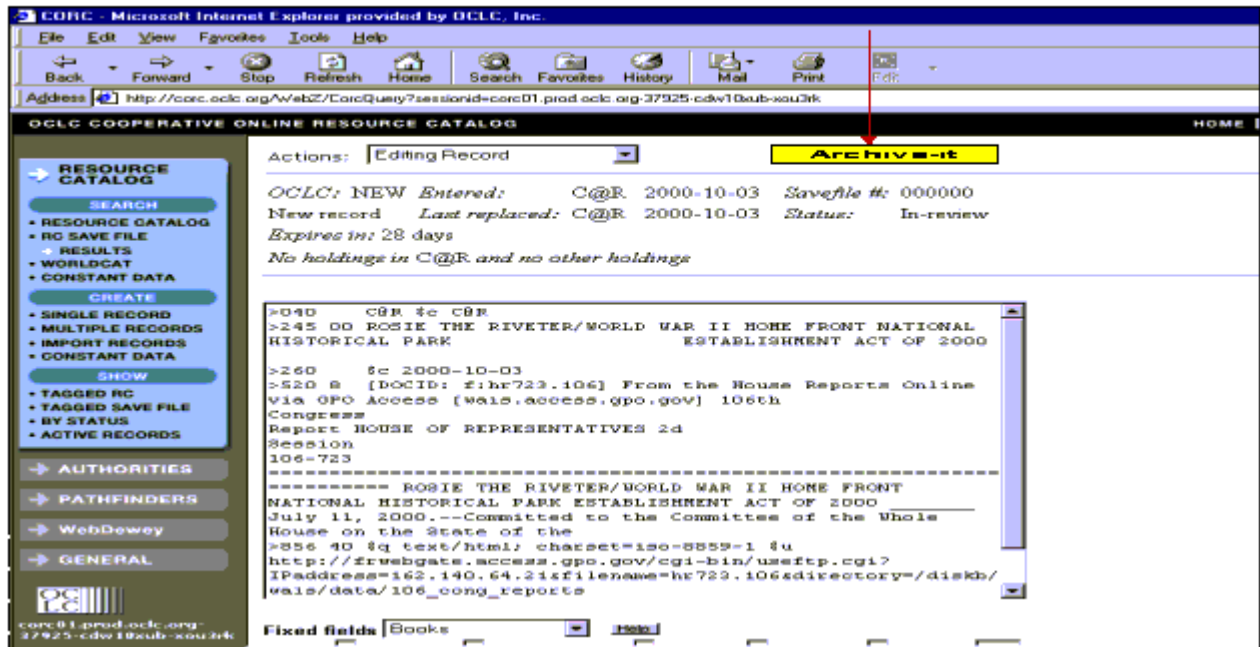 CORC - Microsoft Internet Explorer provided by OCLC, Inc.
File Edit View Favorites Tools Help
Back Forward Stop Refresh Home Search Favorites History Mail Print Edit
Address http://corc.oclc.org/WebZ/CorcQuery?sessionid=corc01.prod.oclc.org-37925-cdw10xub-xou3rk
OCLC COOPERATIVE ONLINE RESOURCE CATALOG HOME
RESOURCE CATALOG
SEARCH
RESOURCE CATALOG
RC SAVE FILE
RESULTS
WORLDCAT
CONSTANT DATA
CREATE
SINGLE RECORD
MULTIPLE RECORDS
IMPORT RECORDS
CONSTANT DATA
SHOW
TAGGED RC
TAGGED SAVE FILE
BY STATUS
ACTIVE RECORDS
AUTHORITIES
PATHFINDERS
WebDewey
GENERAL
OCLC
corc01.prod.oclc.org-
37925-cdw10xub-xou3rk
Actions: Editing Record Archive-it
OCLC: NEW Entered: C@R 2000-10-03 Savefile #: 000000
New record Last replaced: C@R 2000-10-03 Status: In-review
Expires in: 28 days
No holdings in C@R and no other holdings
>040 C@R $c C@R
>245 00 ROSIE THE RIVETER/WORLD WAR II HOME FRONT NATIONAL
HISTORICAL PARK ESTABLISHMENT ACT OF 2000
>260 $c 2000-10-03
>520 8 [DOCID: f:hr723.106] From the House Reports Online
via GPO Access [wais.access.gpo.gov] 106th
Congress
Report HOUSE OF REPRESENTATIVES 2d
Session
106-723
========== ROSIE THE RIVETER/WORLD WAR II HOME FRONT
NATIONAL HISTORICAL PARK ESTABLISHMENT ACT OF 2000 _______
July 11, 2000.--Committed to the Committee of the Whole
House on the State of the
>856 40 $q text/html; charset=iso-8859-1 $u
http://frwebgate.access.gpo.gov/cgi-bin/useftp.cgi?
IPaddress=162.140.64.21&filename=hr723.106&directory=/diskb/
wais/data/106_cong_reports
Fixed fields Books Help